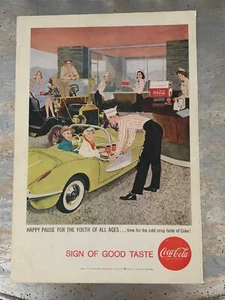 HAPPY PAUSE FOR THE YOUTH OF ALL AGES . . . time for the cold crisp taste of Coke!
SIGN OF GOOD TASTE
Coca-Cola